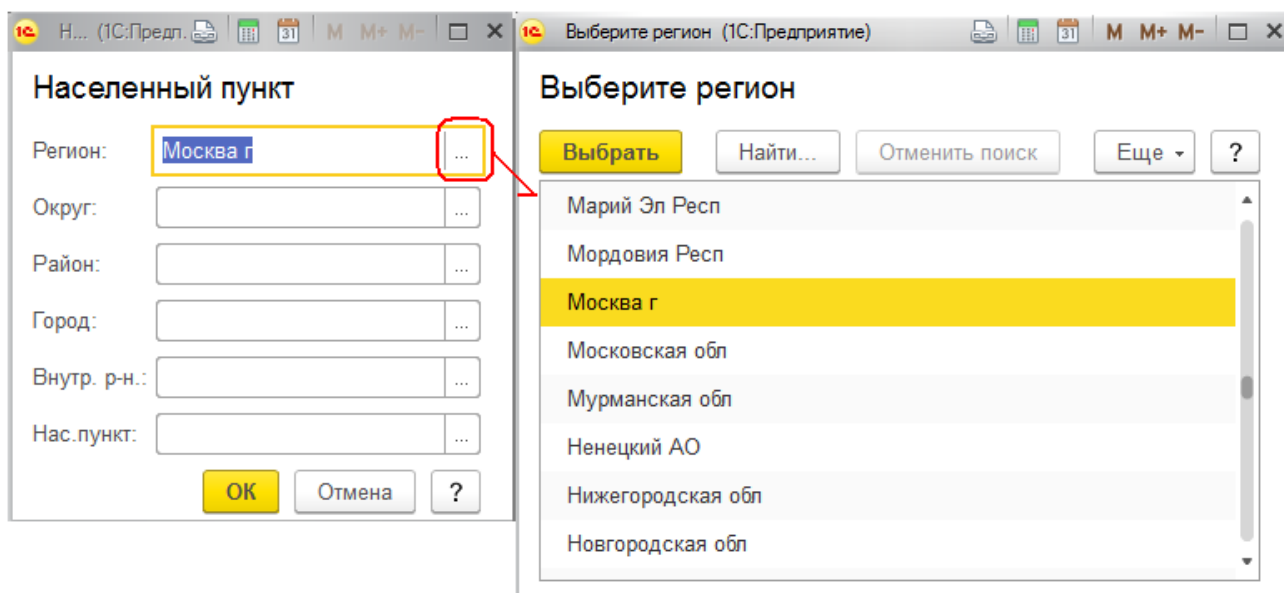 Н... (1С:Предп. 31 M M+ M-
Населенный пункт
Регион: Москва г ...
Округ: ...
Район: ...
Город: ...
Внутр. р-н.: ...
Нас.пункт: ...
ОК Отмена ?
Выберите регион (1С:Предприятие) 31 M M+ M-
Выберите регион
Выбрать Найти... Отменить поиск Еще ?
Марий Эл Респ
Мордовия Респ
Москва г
Московская обл
Мурманская обл
Ненецкий АО
Нижегородская обл
Новгородская обл